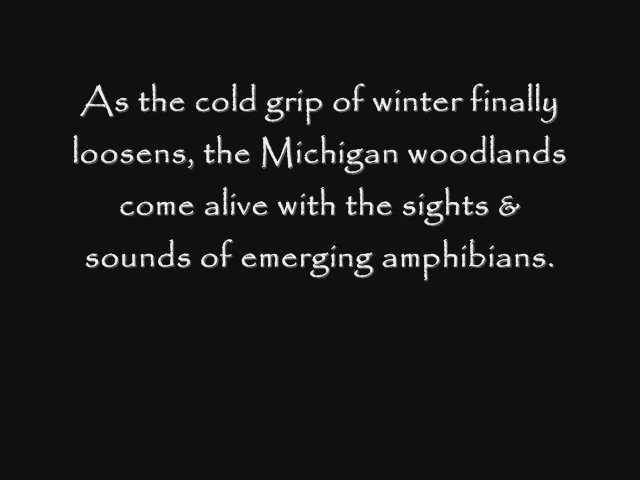 As the cold grip of winter finally
loosens, the Michigan woodlands
come alive with the sights &
sounds of emerging amphibians.